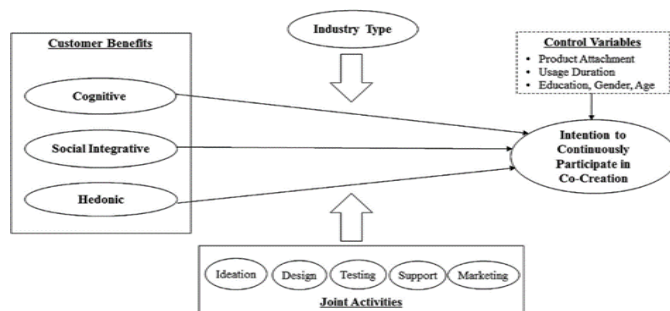 Industry Type
Customer Benefits
Cognitive
Social Integrative
Hedonic
Control Variables
• Product Attachment
• Usage Duration
• Education, Gender, Age
Intention to
Continuously
Participate in
Co-Creation
Ideation
Design
Testing
Support
Marketing
Joint Activities